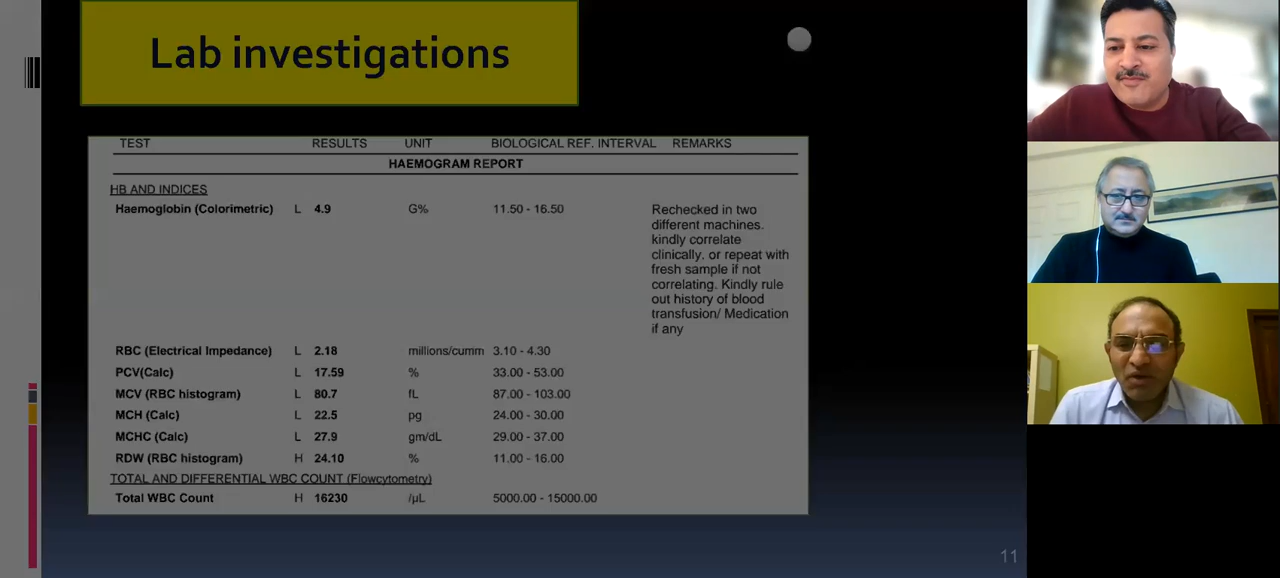 Lab investigations
TEST RESULTS UNIT BIOLOGICAL REF. INTERVAL REMARKS
HAEMOGRAM REPORT
HB AND INDICES
Haemoglobin (Colorimetric) L 4.9 G% 11.50 - 16.50 Rechecked in two
different machines.
kindly correlate
clinically. or repeat with
fresh sample if not
correlating. Kindly rule
out history of blood
transfusion/ Medication
if any
RBC (Electrical Impedance) L 2.18 millions/cumm 3.10 - 4.30
PCV(Calc) L 17.59 % 33.00 - 53.00
MCV (RBC histogram) L 80.7 fL 87.00 - 103.00
MCH (Calc) L 22.5 pg 24.00 - 30.00
MCHC (Calc) L 27.9 gm/dL 29.00 - 37.00
RDW (RBC histogram) H 24.10 % 11.00 - 16.00
TOTAL AND DIFFERENTIAL WBC COUNT (Flowcytometry)
Total WBC Count H 16230 /µL 5000.00 - 15000.00
11